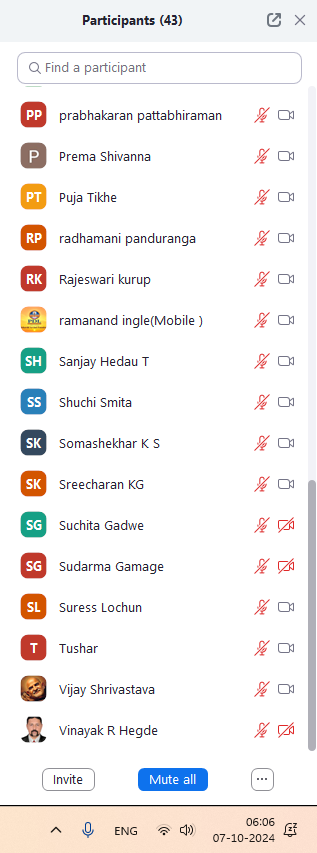 Participants (43)
Find a participant
PP prabhakaran pattabhiraman
P Prema Shivanna
PT Puja Tikhe
RP radhamani panduranga
RK Rajeswari kurup
ramanand ingle(Mobile )
SH Sanjay Hedau T
SS Shuchi Smita
SK Somashekhar K S
SK Sreecharan KG
SG Suchita Gadwe
SG Sudarma Gamage
SL Suress Lochun
T Tushar
Vijay Shrivastava
Vinayak R Hegde
Invite Mute all ...
ENG 06:06
07-10-2024